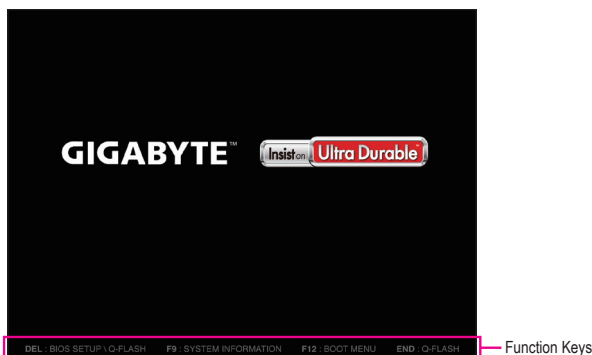 GIGABYTE™
Insist on Ultra Durable™
DEL : BIOS SETUP \ Q-FLASH F9 : SYSTEM INFORMATION F12 : BOOT MENU END : Q-FLASH
Function Keys